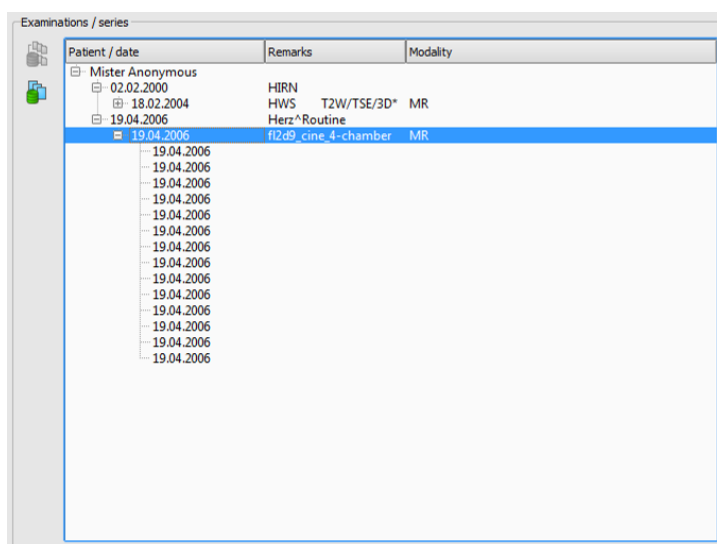 Examinations / series
Patient / date Remarks Modality
Mister Anonymous
02.02.2000 HIRN
18.02.2004 HWS T2W/TSE/3D* MR
19.04.2006 Herz^Routine
19.04.2006 fl2d9_cine_4-chamber MR
19.04.2006
19.04.2006
19.04.2006
19.04.2006
19.04.2006
19.04.2006
19.04.2006
19.04.2006
19.04.2006
19.04.2006
19.04.2006
19.04.2006
19.04.2006
19.04.2006